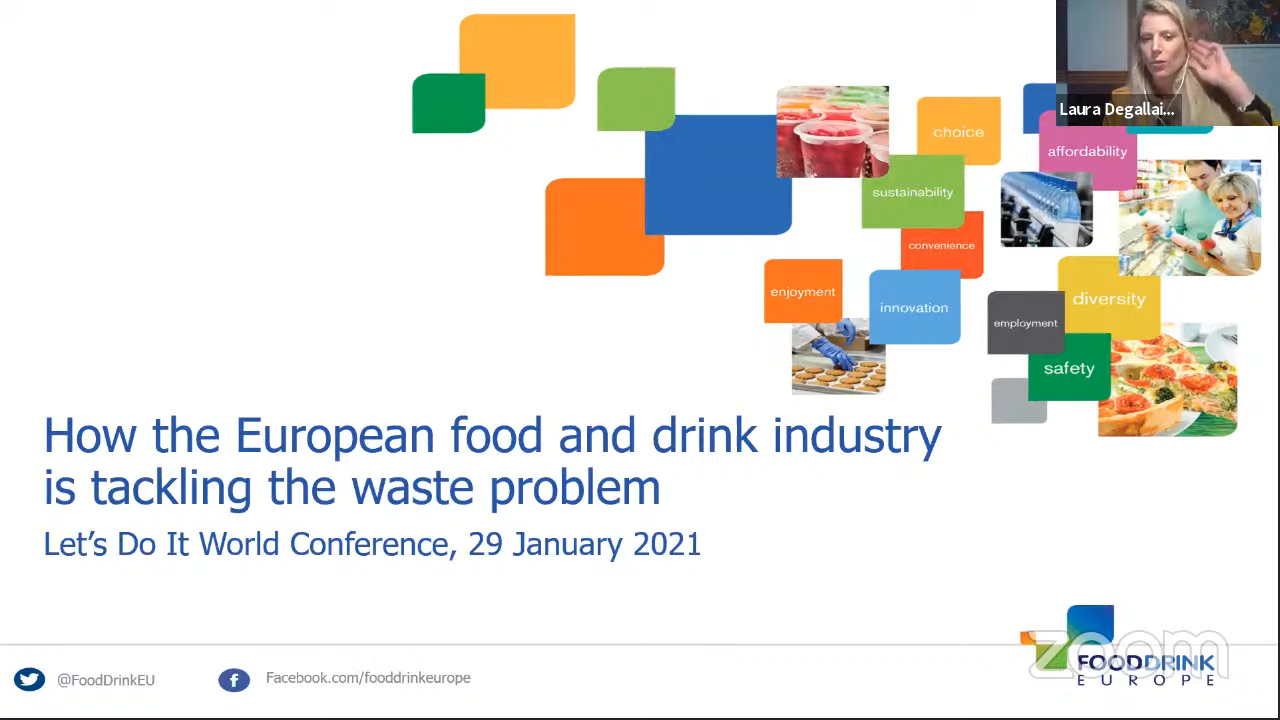 Laura Degallai...
choice
affordability
sustainability
convenience
enjoyment
innovation
diversity
employment
safety
How the European food and drink industry
is tackling the waste problem
Let's Do It World Conference, 29 January 2021
@FoodDrinkEU
Facebook.com/fooddrinkeurope
zoom
FOODDRINK
EUROPE